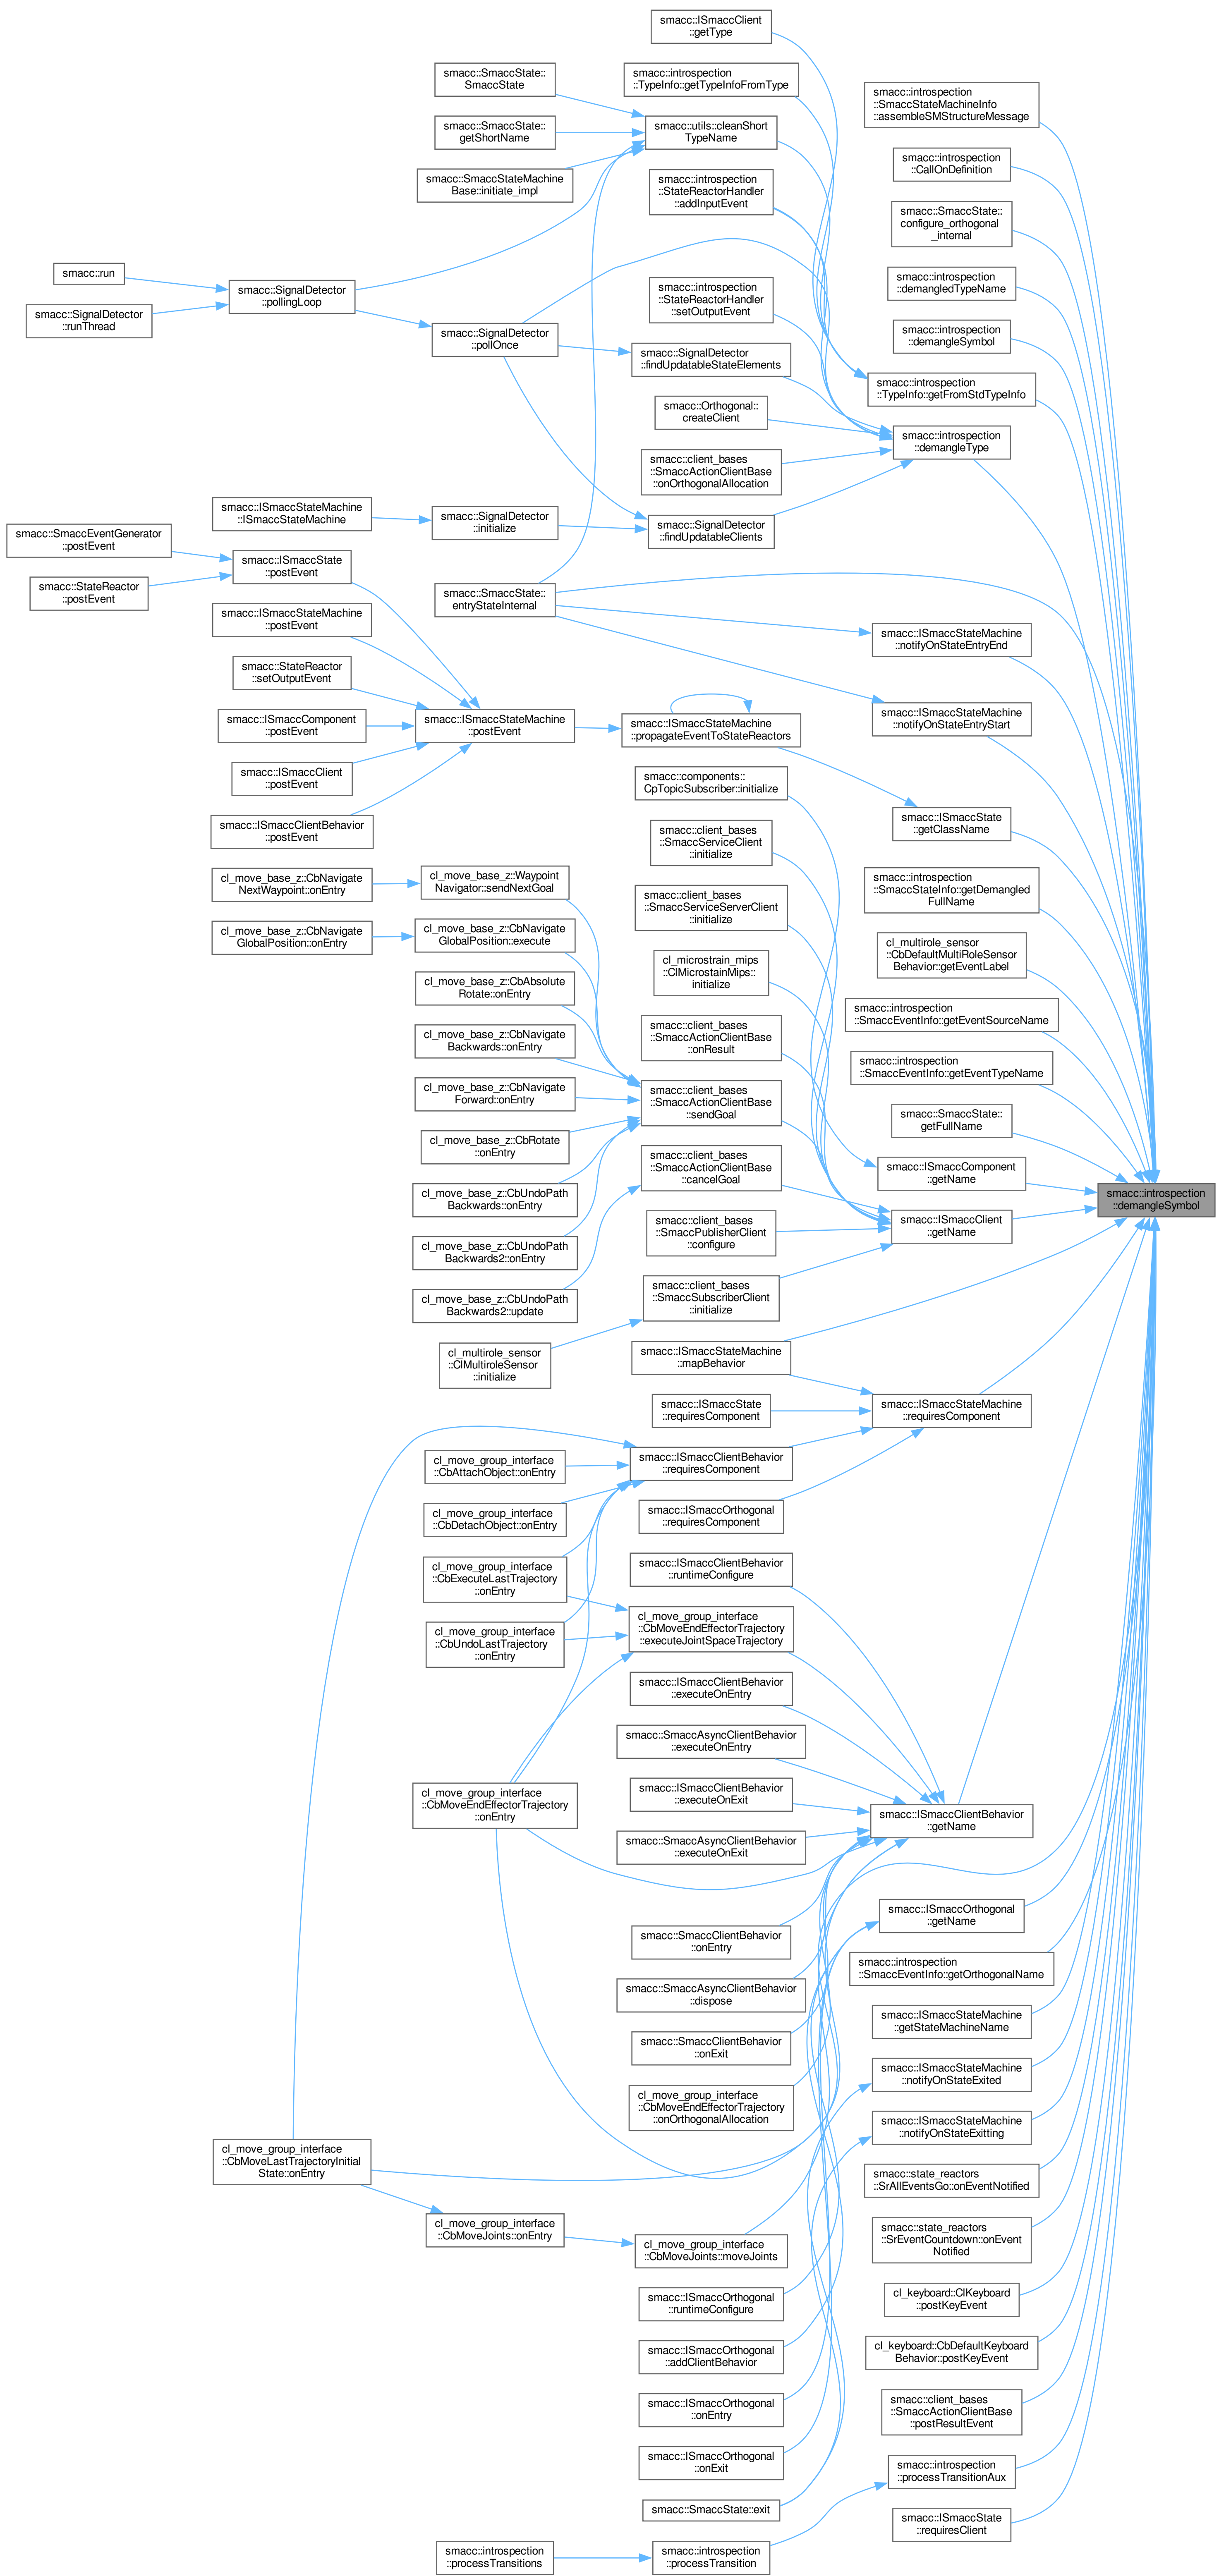 smacc::ISmaccClient
::getType
smacc::SmaccState::
SmaccState
smacc::introspection
::TypeInfo::getTypeInfoFromType
smacc::introspection
::SmaccStateMachineInfo
::assembleSMStructureMessage
smacc::SmaccState::
getShortName
smacc::utils::cleanShort
TypeName
smacc::introspection
::CallOnDefinition
smacc::SmaccStateMachine
Base::initiate_impl
smacc::introspection
::StateReactorHandler
::addInputEvent
smacc::SmaccState::
configure_orthogonal
_internal
smacc::run
smacc::SignalDetector
::runThread
smacc::SignalDetector
::pollingLoop
smacc::SignalDetector
::pollOnce
smacc::introspection
::StateReactorHandler
::setOutputEvent
smacc::introspection
::demangledTypeName
smacc::introspection
::demangleSymbol
smacc::SignalDetector
::findUpdatableStateElements
smacc::introspection
::TypeInfo::getFromStdTypeInfo
smacc::Orthogonal::
createClient
smacc::introspection
::demangleType
smacc::client_bases
::SmaccActionClientBase
::onOrthogonalAllocation
smacc::ISmaccStateMachine
::ISmaccStateMachine
smacc::SignalDetector
::initialize
smacc::SignalDetector
::findUpdatableClients
smacc::SmaccEventGenerator
::postEvent
smacc::StateReactor
::postEvent
smacc::ISmaccState
::postEvent
smacc::SmaccState::
entryStateInternal
smacc::ISmaccStateMachine
::postEvent
smacc::ISmaccStateMachine
::notifyOnStateEntryEnd
smacc::StateReactor
::setOutputEvent
smacc::ISmaccComponent
::postEvent
smacc::ISmaccStateMachine
::postEvent
smacc::ISmaccStateMachine
::propagateEventToStateReactors
smacc::ISmaccStateMachine
::notifyOnStateEntryStart
smacc::ISmaccClient
::postEvent
smacc::components::
CpTopicSubscriber::initialize
smacc::ISmaccClientBehavior
::postEvent
smacc::client_bases
::SmaccServiceClient
::initialize
smacc::ISmaccState
::getClassName
cl_move_base_z::CbNavigate
NextWaypoint::onEntry
cl_move_base_z::Waypoint
Navigator::sendNextGoal
smacc::client_bases
::SmaccServiceServerClient
::initialize
smacc::introspection
::SmaccStateInfo::getDemangled
FullName
cl_move_base_z::CbNavigate
GlobalPosition::onEntry
cl_move_base_z::CbNavigate
GlobalPosition::execute
cl_microstrain_mips
::ClMicrostainMips::
initialize
cl_multirole_sensor
::CbDefaultMultiRoleSensor
Behavior::getEventLabel
cl_move_base_z::CbAbsolute
Rotate::onEntry
smacc::introspection
::SmaccEventInfo::getEventSourceName
cl_move_base_z::CbNavigate
Backwards::onEntry
smacc::client_bases
::SmaccActionClientBase
::onResult
smacc::introspection
::SmaccEventInfo::getEventTypeName
cl_move_base_z::CbNavigate
Forward::onEntry
smacc::client_bases
::SmaccActionClientBase
::sendGoal
smacc::SmaccState::
getFullName
cl_move_base_z::CbRotate
::onEntry
smacc::client_bases
::SmaccActionClientBase
::cancelGoal
smacc::ISmaccComponent
::getName
cl_move_base_z::CbUndoPath
Backwards::onEntry
smacc::introspection
::demangleSymbol
cl_move_base_z::CbUndoPath
Backwards2::onEntry
smacc::client_bases
::SmaccPublisherClient
::configure
smacc::ISmaccClient
::getName
cl_move_base_z::CbUndoPath
Backwards2::update
smacc::client_bases
::SmaccSubscriberClient
::initialize
cl_multirole_sensor
::ClMultiroleSensor
::initialize
smacc::ISmaccStateMachine
::mapBehavior
smacc::ISmaccState
::requiresComponent
smacc::ISmaccStateMachine
::requiresComponent
cl_move_group_interface
::CbAttachObject::onEntry
smacc::ISmaccClientBehavior
::requiresComponent
cl_move_group_interface
::CbDetachObject::onEntry
smacc::ISmaccOrthogonal
::requiresComponent
cl_move_group_interface
::CbExecuteLastTrajectory
::onEntry
smacc::ISmaccClientBehavior
::runtimeConfigure
cl_move_group_interface
::CbUndoLastTrajectory
::onEntry
cl_move_group_interface
::CbMoveEndEffectorTrajectory
::executeJointSpaceTrajectory
smacc::ISmaccClientBehavior
::executeOnEntry
smacc::SmaccAsyncClientBehavior
::executeOnEntry
cl_move_group_interface
::CbMoveEndEffectorTrajectory
::onEntry
smacc::ISmaccClientBehavior
::executeOnExit
smacc::ISmaccClientBehavior
::getName
smacc::SmaccAsyncClientBehavior
::executeOnExit
smacc::SmaccClientBehavior
::onEntry
smacc::ISmaccOrthogonal
::getName
smacc::introspection
::SmaccEventInfo::getOrthogonalName
smacc::SmaccAsyncClientBehavior
::dispose
smacc::ISmaccStateMachine
::getStateMachineName
smacc::SmaccClientBehavior
::onExit
smacc::ISmaccStateMachine
::notifyOnStateExited
cl_move_group_interface
::CbMoveEndEffectorTrajectory
::onOrthogonalAllocation
smacc::ISmaccStateMachine
::notifyOnStateExitting
cl_move_group_interface
::CbMoveLastTrajectoryInitial
State::onEntry
smacc::state_reactors
::SrAllEventsGo::onEventNotified
cl_move_group_interface
::CbMoveJoints::onEntry
cl_move_group_interface
::CbMoveJoints::moveJoints
smacc::state_reactors
::SrEventCountdown::onEvent
Notified
smacc::ISmaccOrthogonal
::runtimeConfigure
cl_keyboard::ClKeyboard
::postKeyEvent
smacc::ISmaccOrthogonal
::addClientBehavior
cl_keyboard::CbDefaultKeyboard
Behavior::postKeyEvent
smacc::ISmaccOrthogonal
::onEntry
smacc::client_bases
::SmaccActionClientBase
::postResultEvent
smacc::ISmaccOrthogonal
::onExit
smacc::introspection
::processTransitionAux
smacc::SmaccState::exit
smacc::ISmaccState
::requiresClient
smacc::introspection
::processTransitions
smacc::introspection
::processTransition